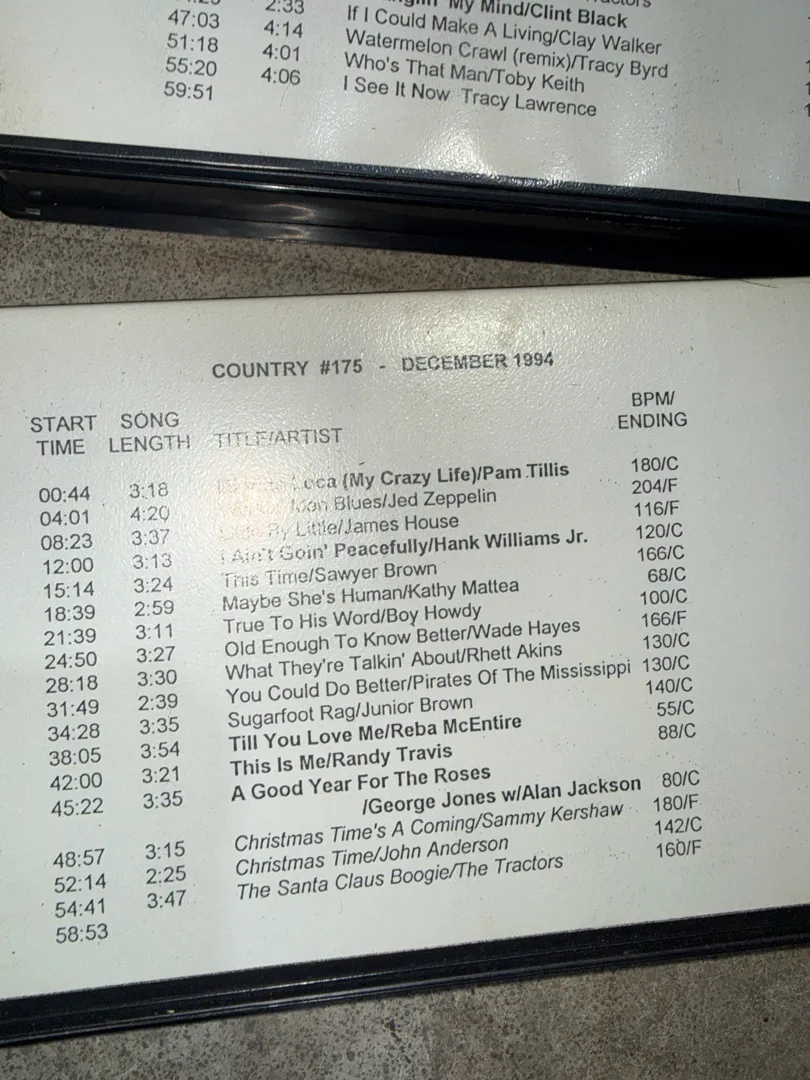 My Mind/Clint Black
2:33 If I Could Make A Living/Clay Walker
47:03 4:14 Watermelon Crawl (remix)/Tracy Byrd
51:18 4:01 Who's That Man/Toby Keith
55:20 4:06 I See It Now Tracy Lawrence
59:51
COUNTRY #175 - DECEMBER 1994
START SONG BPM/
TIME LENGTH TITLE/ARTIST ENDING
00:44 3:18 Loca (My Crazy Life)/Pam Tillis 180/C
04:01 4:20 Man Blues/Jed Zeppelin 204/F
08:23 3:37 By Little/James House 116/F
12:00 3:13 I Ain't Goin' Peacefully/Hank Williams Jr. 120/C
15:14 3:24 This Time/Sawyer Brown 166/C
18:39 2:59 Maybe She's Human/Kathy Mattea 68/C
21:39 3:11 True To His Word/Boy Howdy 100/C
24:50 3:27 Old Enough To Know Better/Wade Hayes 166/F
28:18 3:30 What They're Talkin' About/Rhett Akins 130/C
31:49 2:39 You Could Do Better/Pirates Of The Mississippi 130/C
34:28 3:35 Sugarfoot Rag/Junior Brown 140/C
38:05 3:54 Till You Love Me/Reba McEntire 55/C
42:00 3:21 This Is Me/Randy Travis 88/C
45:22 3:35 A Good Year For The Roses
/George Jones w/Alan Jackson 80/C
48:57 3:15 Christmas Time's A Coming/Sammy Kershaw 180/F
52:14 2:25 Christmas Time/John Anderson 142/C
54:41 3:47 The Santa Claus Boogie/The Tractors 160/F
58:53